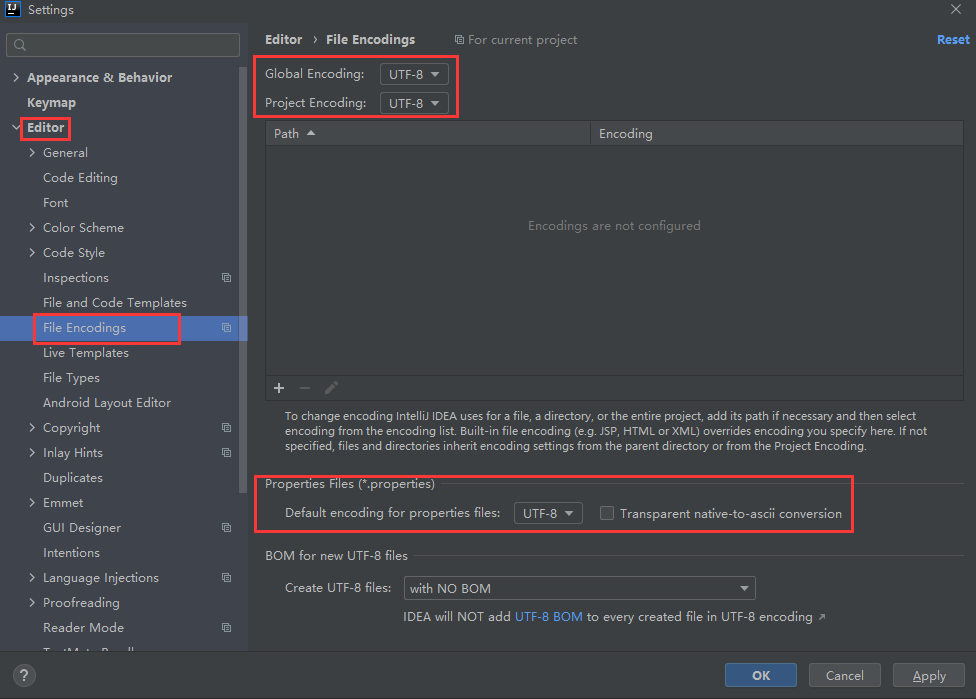 IJ
Settings
Editor › File Encodings
For current project
Reset
Appearance & Behavior
Keymap
Editor
General
Code Editing
Font
Color Scheme
Code Style
Inspections
File and Code Templates
File Encodings
Live Templates
File Types
Android Layout Editor
Copyright
Inlay Hints
Duplicates
Emmet
GUI Designer
Intentions
Language Injections
Proofreading
Reader Mode
Global Encoding: UTF-8
Project Encoding: UTF-8
Path Encoding
Encodings are not configured
To change encoding IntelliJ IDEA uses for a file, a directory, or the entire project, add its path if necessary and then select
encoding from the encoding list. Built-in file encoding (e.g. JSP, HTML or XML) overrides encoding you specify here. If not
specified, files and directories inherit encoding settings from the parent directory or from the Project Encoding.
Properties Files (*.properties)
Default encoding for properties files: UTF-8 Transparent native-to-ascii conversion
BOM for new UTF-8 files
Create UTF-8 files: with NO BOM
IDEA will NOT add UTF-8 BOM to every created file in UTF-8 encoding ↗
?
OK Cancel Apply